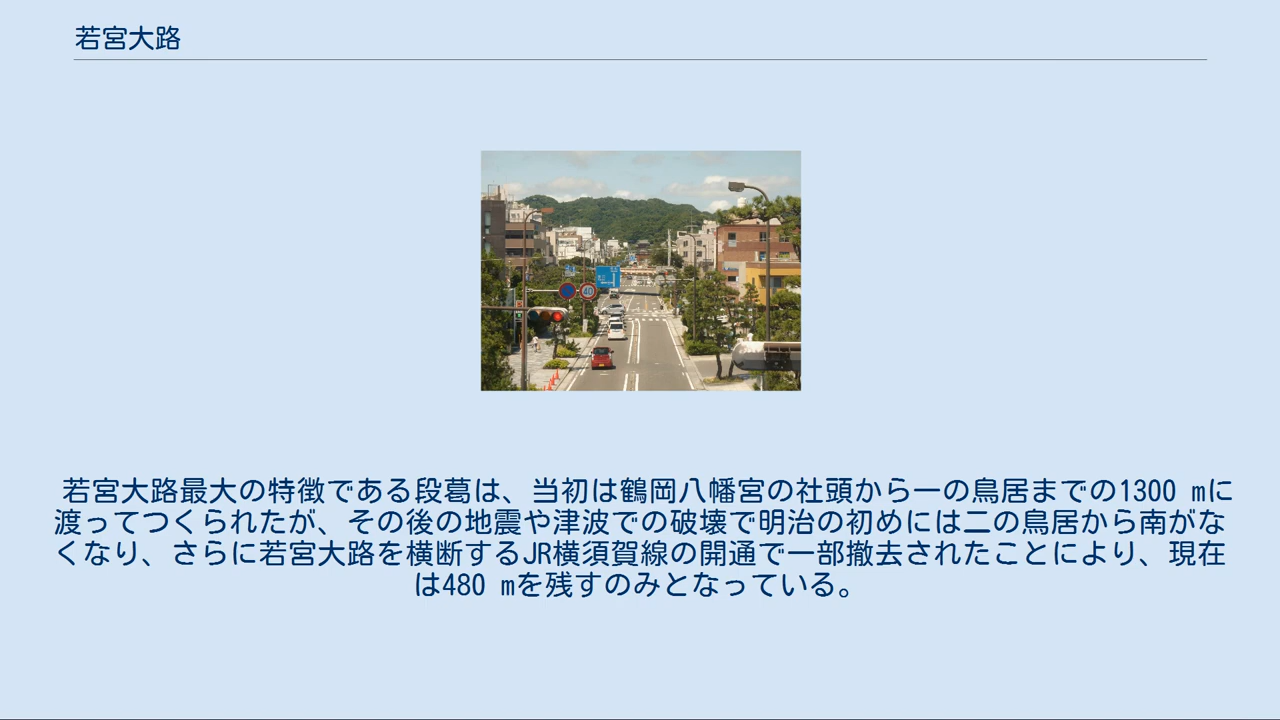 若宮大路
若宮大路最大の特徴である段葛は、当初は鶴岡八幡宮の社頭から一の鳥居までの1300 mに
渡ってつくられたが、その後の地震や津波での破壊で明治の初めには二の鳥居から南がな
くなり、さらに若宮大路を横断するJR横須賀線の開通で一部撤去されたことにより、現在
は480 mを残すのみとなっている。